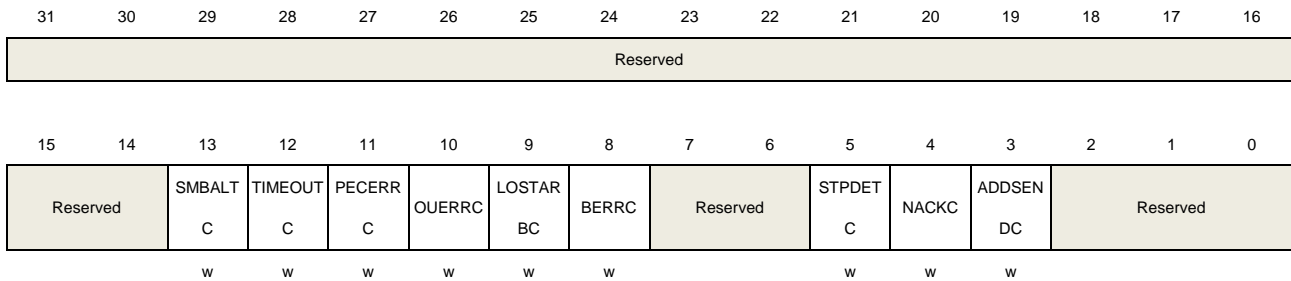 31 30 29 28 27 26 25 24 23 22 21 20 19 18 17 16
Reserved
15 14 13 12 11 10 9 8 7 6 5 4 3 2 1 0
Reserved SMBALT TIMEOUT PECERR OUERRC LOSTAR BERRC Reserved STPDET NACKC ADDSEN Reserved
C C C BC C DC
w w w w w w w w w